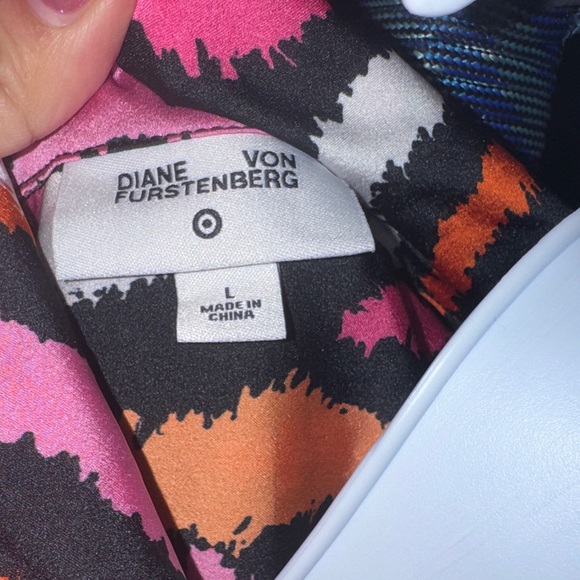 DIANE VON
FURSTENBERG
L
MADE IN
CHINA